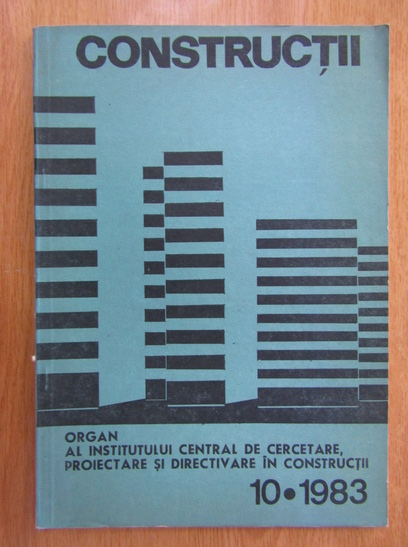 CONSTRUCȚII
ORGAN
AL INSTITUTULUI CENTRAL DE CERCETARE,
PROIECTARE ȘI DIRECTIVARE ÎN CONSTRUCȚII
10•1983